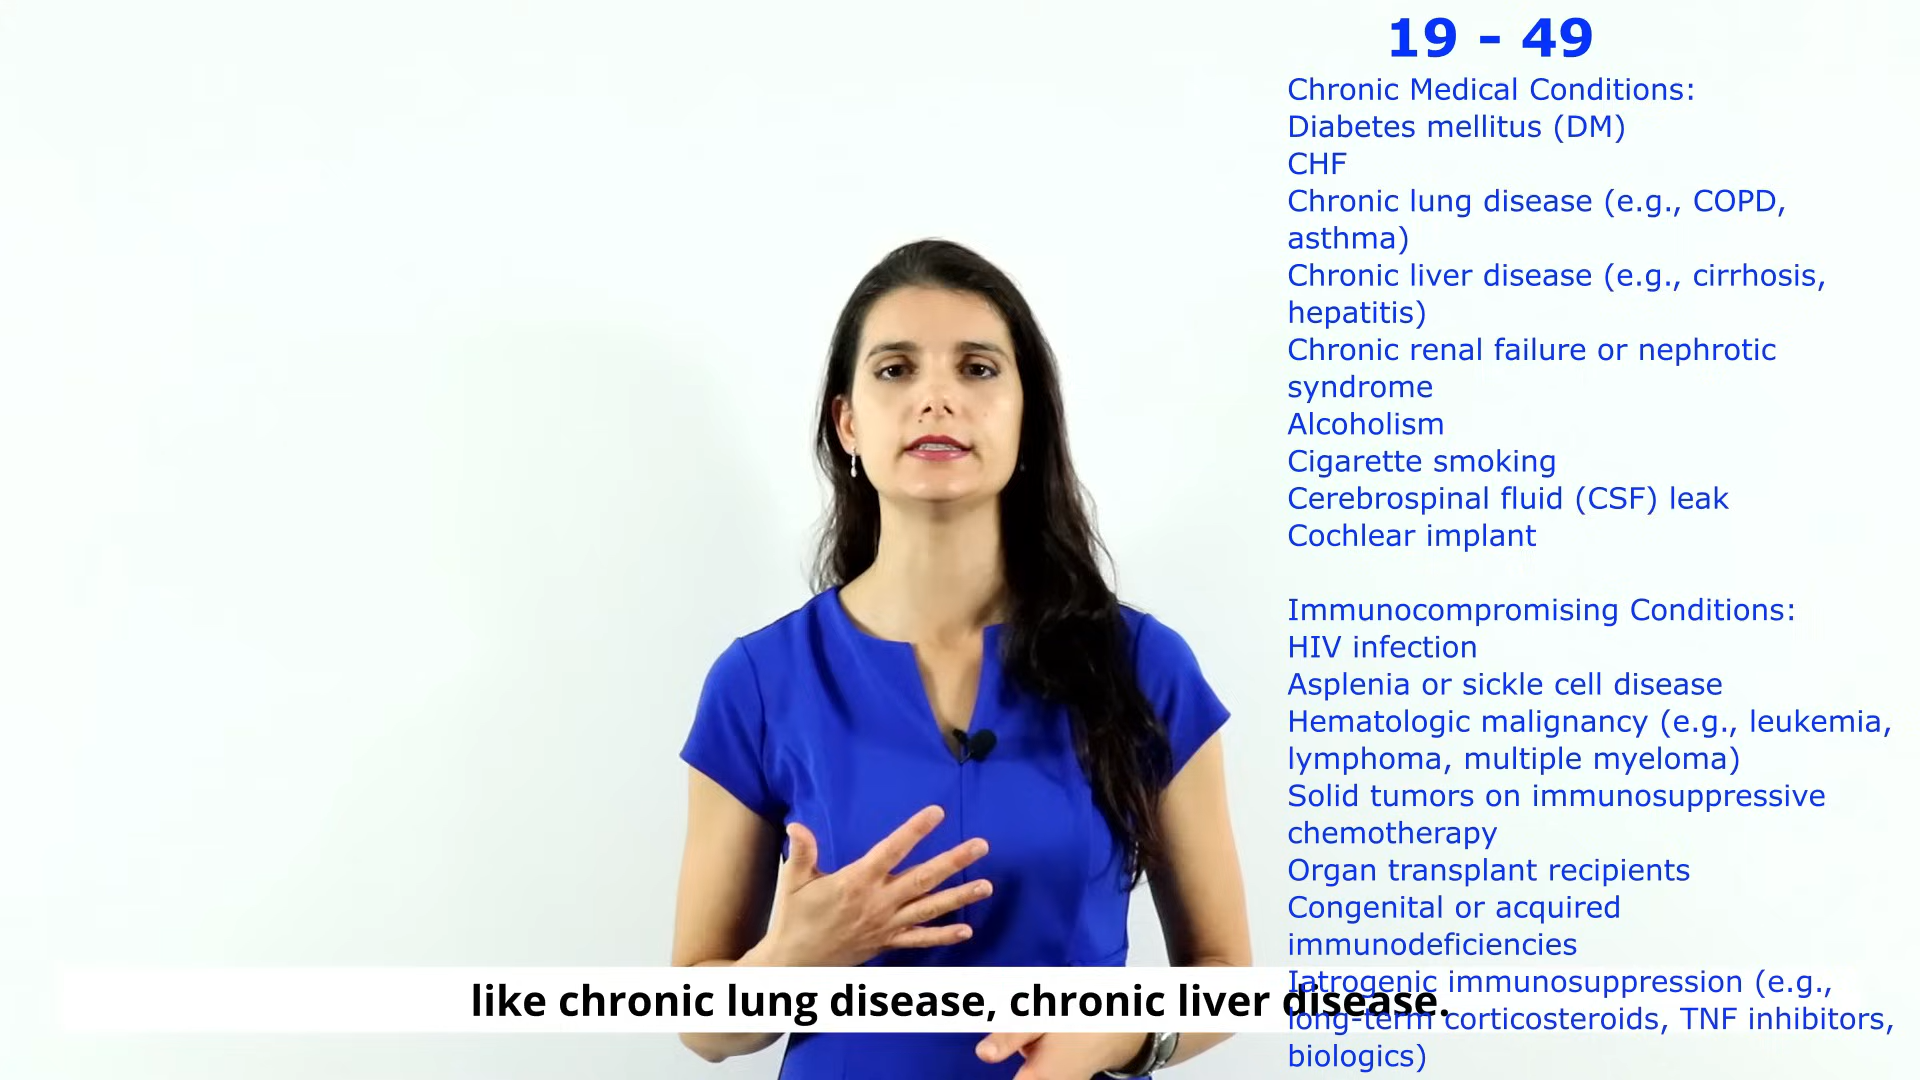 19 - 49
Chronic Medical Conditions:
Diabetes mellitus (DM)
CHF
Chronic lung disease (e.g., COPD,
asthma)
Chronic liver disease (e.g., cirrhosis,
hepatitis)
Chronic renal failure or nephrotic
syndrome
Alcoholism
Cigarette smoking
Cerebrospinal fluid (CSF) leak
Cochlear implant
Immunocompromising Conditions:
HIV infection
Asplenia or sickle cell disease
Hematologic malignancy (e.g., leukemia,
lymphoma, multiple myeloma)
Solid tumors on immunosuppressive
chemotherapy
Organ transplant recipients
Congenital or acquired
immunodeficiencies
Iatrogenic immunosuppression (e.g.,
long-term corticosteroids, TNF inhibitors,
biologics)
like chronic lung disease, chronic liver disease.